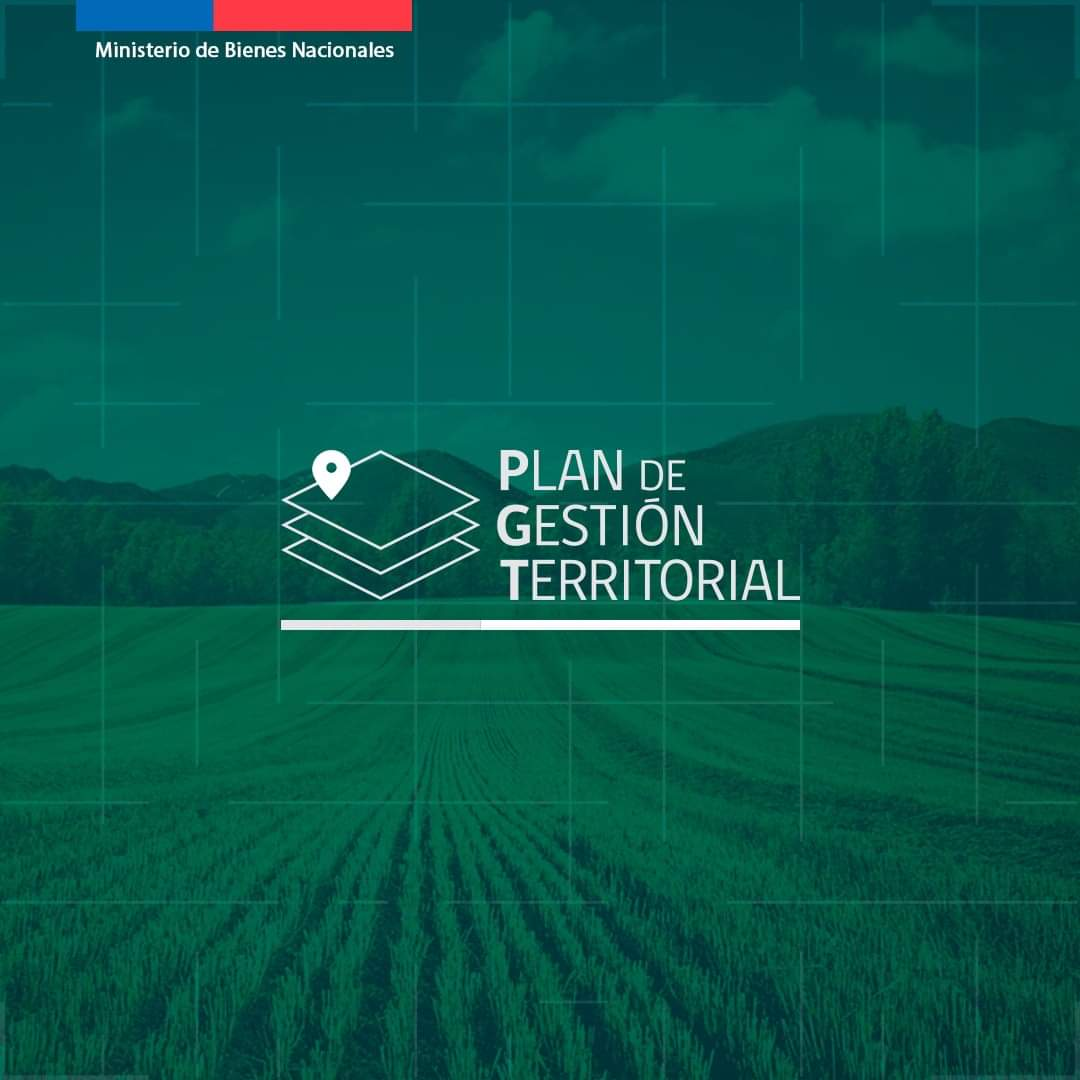 Ministerio de Bienes Nacionales
PLAN DE
GESTIÓN
TERRITORIAL